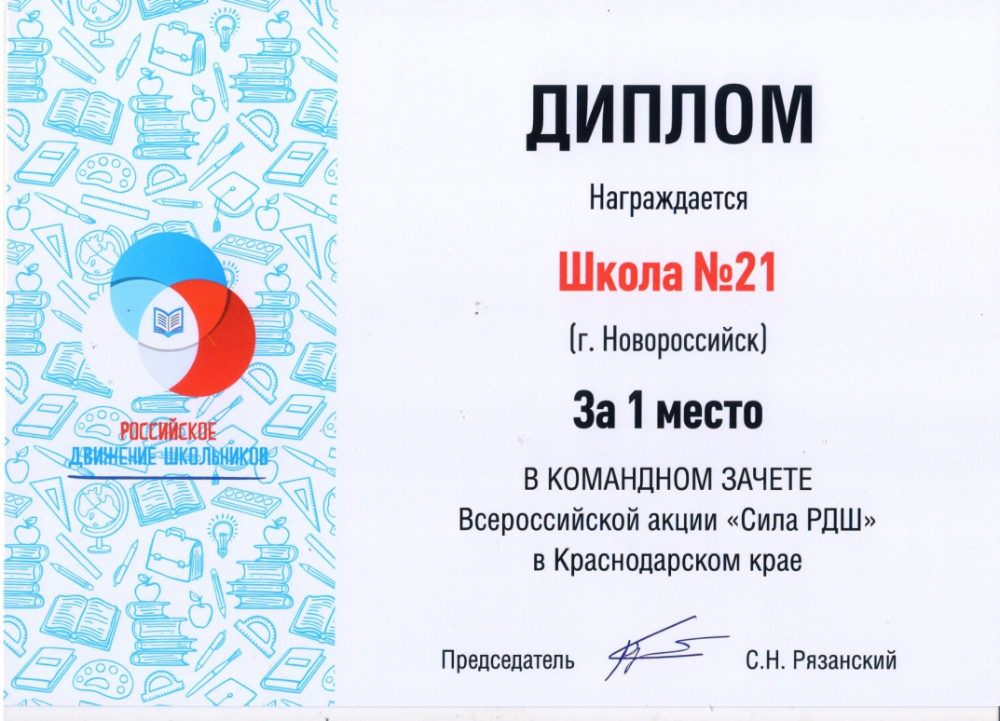 ДИПЛОМ
Награждается
Школа №21
(г. Новороссийск)
За 1 место
В КОМАНДНОМ ЗАЧЕТЕ
Всероссийской акции «Сила РДШ»
в Краснодарском крае
Председатель С.Н. Рязанский
РОССИЙСКОЕ
ДВИЖЕНИЕ ШКОЛЬНИКОВ